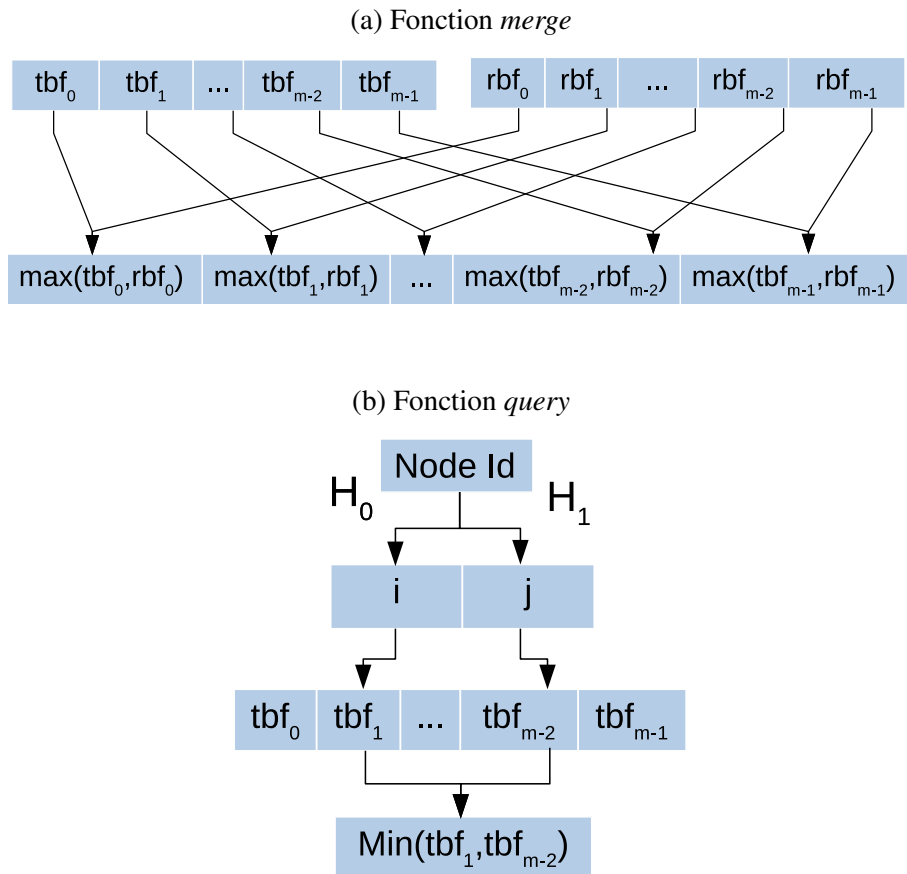 (a) Fonction merge
tbf₀ tbf₁ ... tbfₘ₋₂ tbfₘ₋₁ rbf₀ rbf₁ ... rbfₘ₋₂ rbfₘ₋₁
max(tbf₀,rbf₀) max(tbf₁,rbf₁) ... max(tbfₘ₋₂,rbfₘ₋₂) max(tbfₘ₋₁,rbfₘ₋₁)
(b) Fonction query
Node Id
H₀ H₁
i j
tbf₀ tbf₁ ... tbfₘ₋₂ tbfₘ₋₁
Min(tbf₁,tbfₘ₋₂)